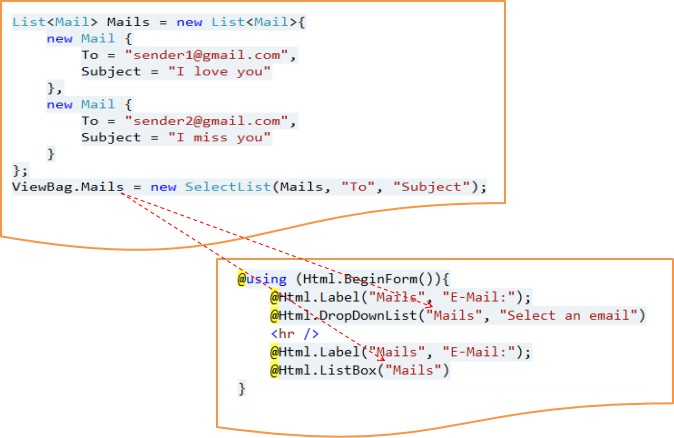 List<Mail> Mails = new List<Mail>{
    new Mail {
        To = "sender1@gmail.com",
        Subject = "I love you"
    },
    new Mail {
        To = "sender2@gmail.com",
        Subject = "I miss you"
    }
};
ViewBag.Mails = new SelectList(Mails, "To", "Subject");
@using (Html.BeginForm()){
    @Html.Label("Mails", "E-Mail:");
    @Html.DropDownList("Mails", "Select an email")
    <hr />
    @Html.Label("Mails", "E-Mail:");
    @Html.ListBox("Mails")
}